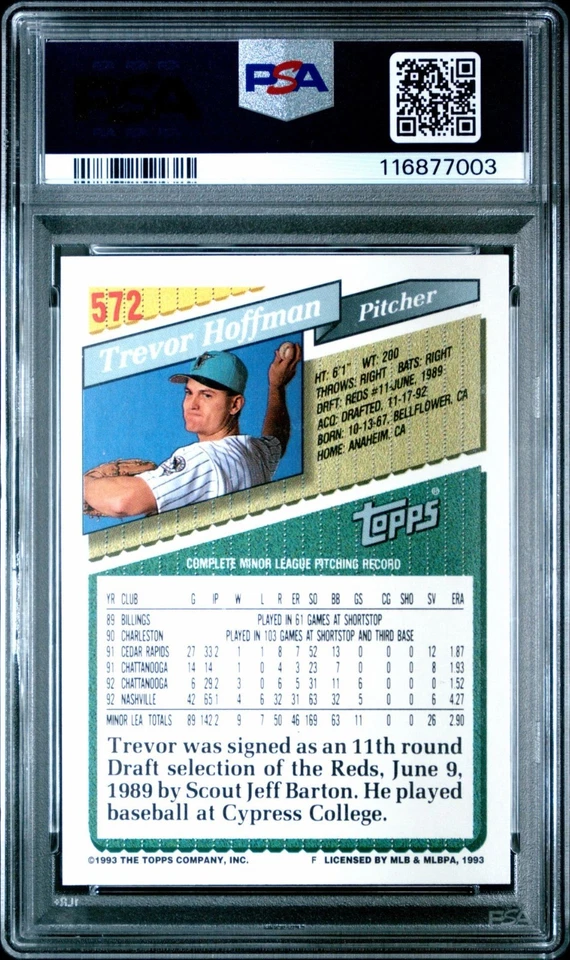 PSA
116877003
572
Trevor Hoffman
Pitcher
HT: 6'1" WT: 200
THROWS: RIGHT BATS: RIGHT
DRFT: REDS #11-JUNE, 1989
ACQ: DRAFTED, 11-17-92
BORN: 10-13-67, BELLFLOWER, CA
HOME: ANAHEIM, CA
topps®
COMPLETE MINOR LEAGUE PITCHING RECORD
YR CLUB G IP W L R ER SO BB GS CG SHO SV ERA
89 BILLINGS PLAYED IN 61 GAMES AT SHORTSTOP
90 CHARLESTON PLAYED IN 103 GAMES AT SHORTSTOP AND THIRD BASE
91 CEDAR RAPIDS 27 33.2 1 1 8 7 52 13 0 0 0 12 1.87
91 CHATTANOOGA 14 14 1 0 4 3 23 7 0 0 0 8 1.93
92 CHATTANOOGA 6 29.2 3 0 6 5 31 11 6 0 0 0 1.52
92 NASHVILLE 42 65.1 4 6 32 31 63 32 5 0 0 6 4.27
MINOR LEA TOTALS 89 142.2 9 7 50 46 169 63 11 0 0 26 2.90
Trevor was signed as an 11th round
Draft selection of the Reds, June 9,
1989 by Scout Jeff Barton. He played
baseball at Cypress College.
©1993 THE TOPPS COMPANY, INC. F LICENSED BY MLB & MLBPA, 1993
PSA